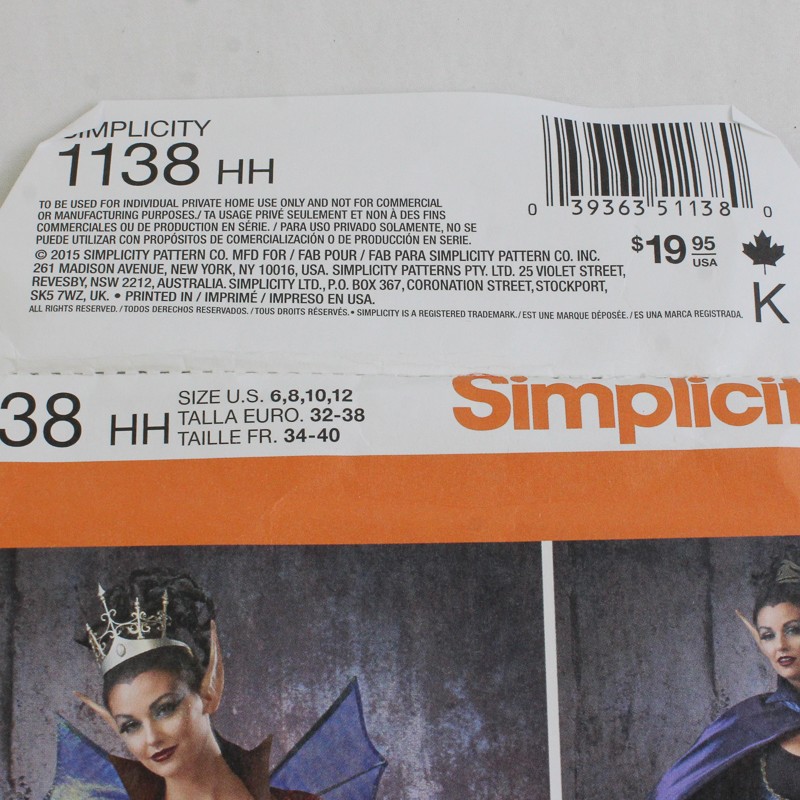 SIMPLICITY
1138 HH
TO BE USED FOR INDIVIDUAL PRIVATE HOME USE ONLY AND NOT FOR COMMERCIAL
OR MANUFACTURING PURPOSES./ TA USAGE PRIVÉ SEULEMENT ET NON À DES FINS
COMMERCIALES OU DE PRODUCTION EN SÉRIE. / PARA USO PRIVADO SOLAMENTE, NO SE
PUEDE UTILIZAR CON PROPÓSITOS DE COMERCIALIZACIÓN O DE PRODUCCIÓN EN SERIE.
© 2015 SIMPLICITY PATTERN CO. MFD FOR / FAB POUR / FAB PARA SIMPLICITY PATTERN CO. INC.
261 MADISON AVENUE, NEW YORK, NY 10016, USA. SIMPLICITY PATTERNS PTY. LTD. 25 VIOLET STREET,
REVESBY, NSW 2212, AUSTRALIA. SIMPLICITY LTD., P.O. BOX 367, CORONATION STREET, STOCKPORT,
SK5 7WZ, UK. • PRINTED IN / IMPRIMÉ / IMPRESO EN USA.
ALL RIGHTS RESERVED. / TODOS DERECHOS RESERVADOS. / TOUS DROITS RÉSERVÉS. • SIMPLICITY IS A REGISTERED TRADEMARK./ EST UNE MARQUE DÉPOSÉE. / ES UNA MARCA REGISTRADA.
0 39363 51138 0
$19 95 USA
K
38 HH
SIZE U.S. 6,8,10,12
TALLA EURO. 32-38
TAILLE FR. 34-40
Simplicit